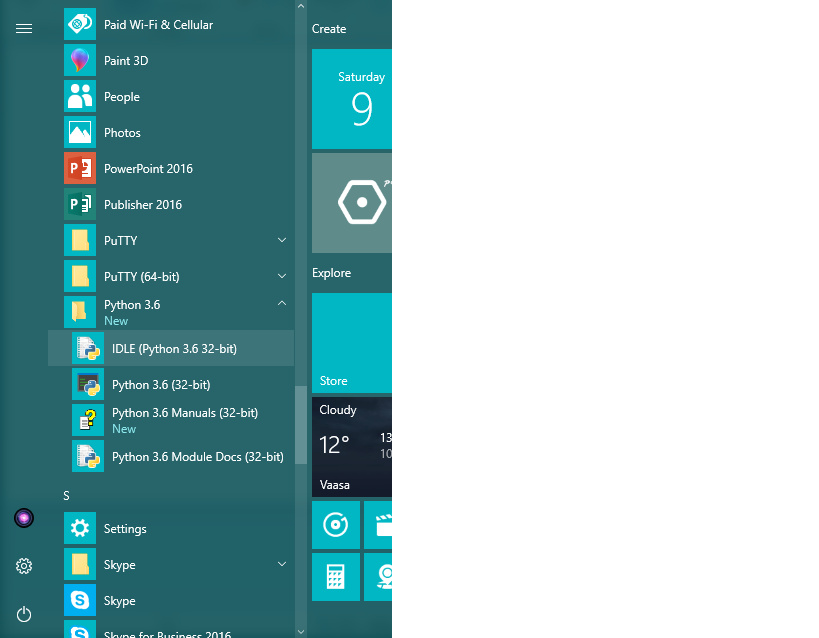 Paid Wi-Fi & Cellular
Paint 3D
People
Photos
PowerPoint 2016
Publisher 2016
PuTTY
PuTTY (64-bit)
Python 3.6
New
IDLE (Python 3.6 32-bit)
Python 3.6 (32-bit)
Python 3.6 Manuals (32-bit)
New
Python 3.6 Module Docs (32-bit)
S
Settings
Skype
Skype
Skype for Business 2016
Create
Saturday
9
Explore
Store
Cloudy
12° 13
10
Vaasa